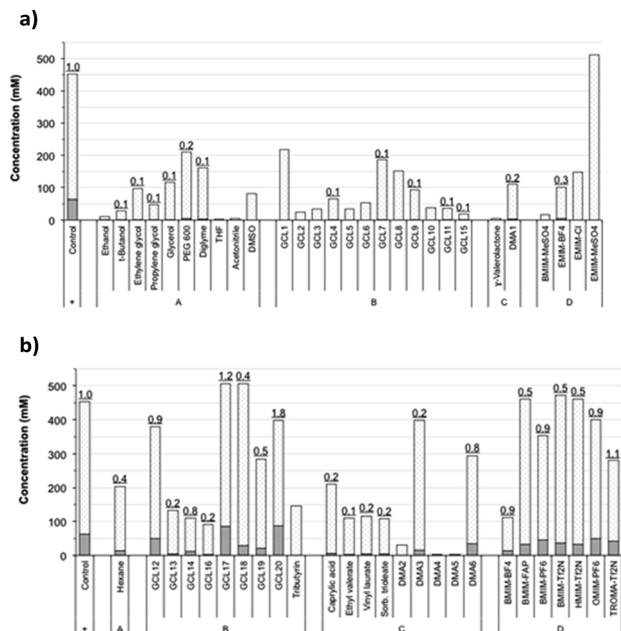 a)
Concentration (mM)
500
400
300
200
100
0
1.0
0.1
0.1
0.1
0.1
0.2
0.1
0.1
0.1
0.1
0.1
0.1
0.2
0.3
Control
Ethanol
t-Butanol
Ethylene glycol
Propylene glycol
Glycerol
PEG 600
Diglyme
THF
Acetonitrile
DMSO
GCL1
GCL2
GCL3
GCL4
GCL5
GCL6
GCL7
GCL8
GCL9
GCL10
GCL11
GCL15
γ-Valerolactone
DMA1
BMIM-MeSO4
EMIM-BF4
EMIM-Cl
EMIM-MeSO4
A
B
C
D
b)
Concentration (mM)
500
400
300
200
100
0
1.0
0.4
0.9
0.2
0.8
0.2
1.2
0.4
0.5
1.8
0.2
0.1
0.2
0.2
0.2
0.8
0.9
0.5
0.9
0.5
0.5
0.9
1.1
Control
Hexane
GCL12
GCL13
GCL14
GCL16
GCL17
GCL18
GCL19
GCL20
Tributyrin
Caprylic acid
Ethyl valerate
Vinyl laurate
Sorb. trioleate
DMA2
DMA3
DMA4
DMA5
DMA6
BMIM-BF4
BMIM-FAP
BMIM-PF6
BMIM-Tf2N
HMIM-Tf2N
OMIM-PF6
TROMA-Tf2N
A
B
C
D